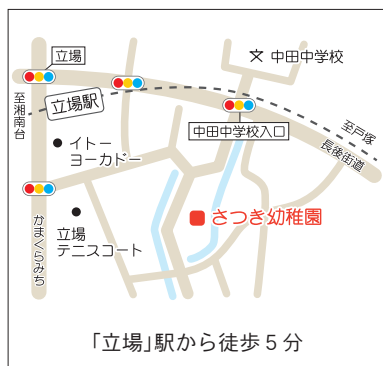 立場
中田中学校
至湘南台
立場駅
中田中学校入口
至戸塚
長後街道
イトー
ヨーカドー
かまくらみち
立場
テニスコート
さつき幼稚園
「立場」駅から徒歩5分